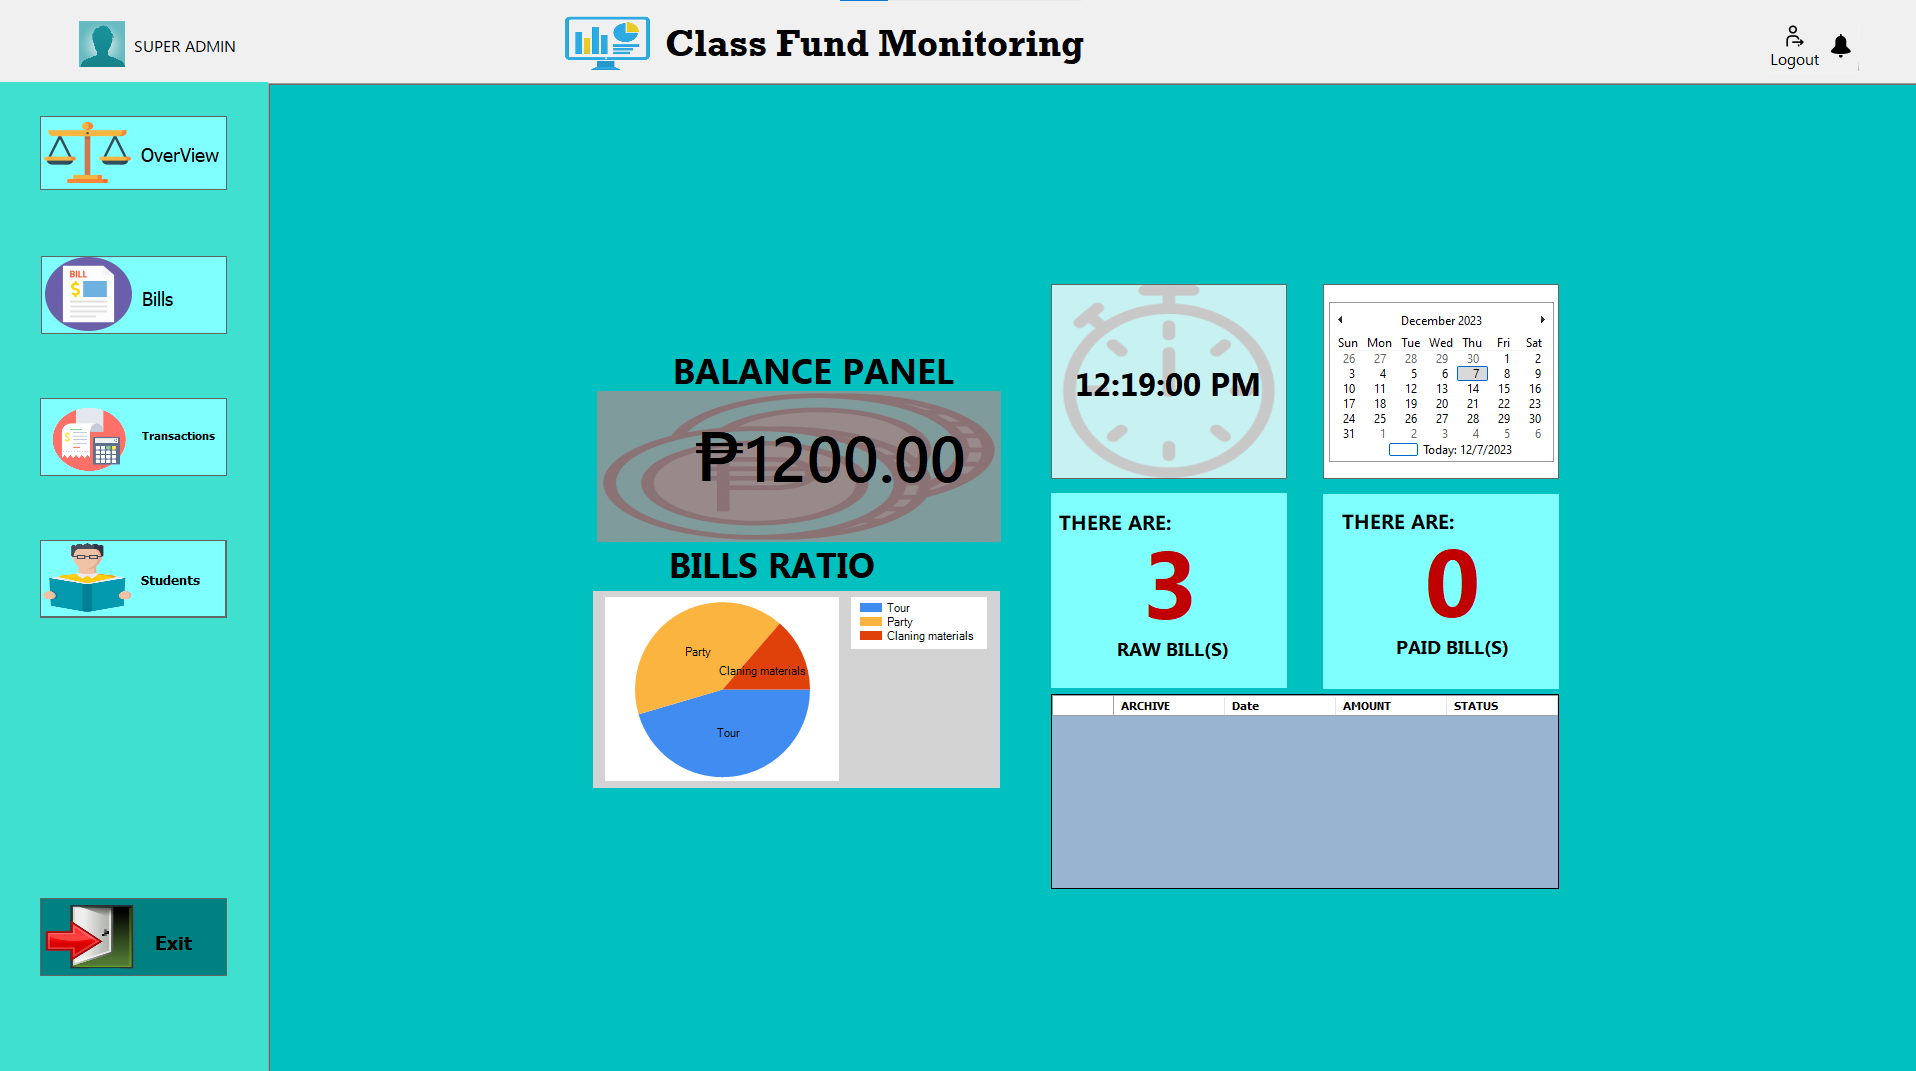 SUPER ADMIN
Class Fund Monitoring
Logout
OverView
BILL
$
Bills
$
Transactions
Students
Exit
BALANCE PANEL
₱1200.00
BILLS RATIO
Party
Claning materials
Tour
Tour
Party
Claning materials
12:19:00 PM
December 2023
Sun Mon Tue Wed Thu Fri Sat
26 27 28 29 30 1 2
3 4 5 6 7 8 9
10 11 12 13 14 15 16
17 18 19 20 21 22 23
24 25 26 27 28 29 30
31 1 2 3 4 5 6
Today: 12/7/2023
THERE ARE:
3
RAW BILL(S)
THERE ARE:
0
PAID BILL(S)
ARCHIVE Date AMOUNT STATUS